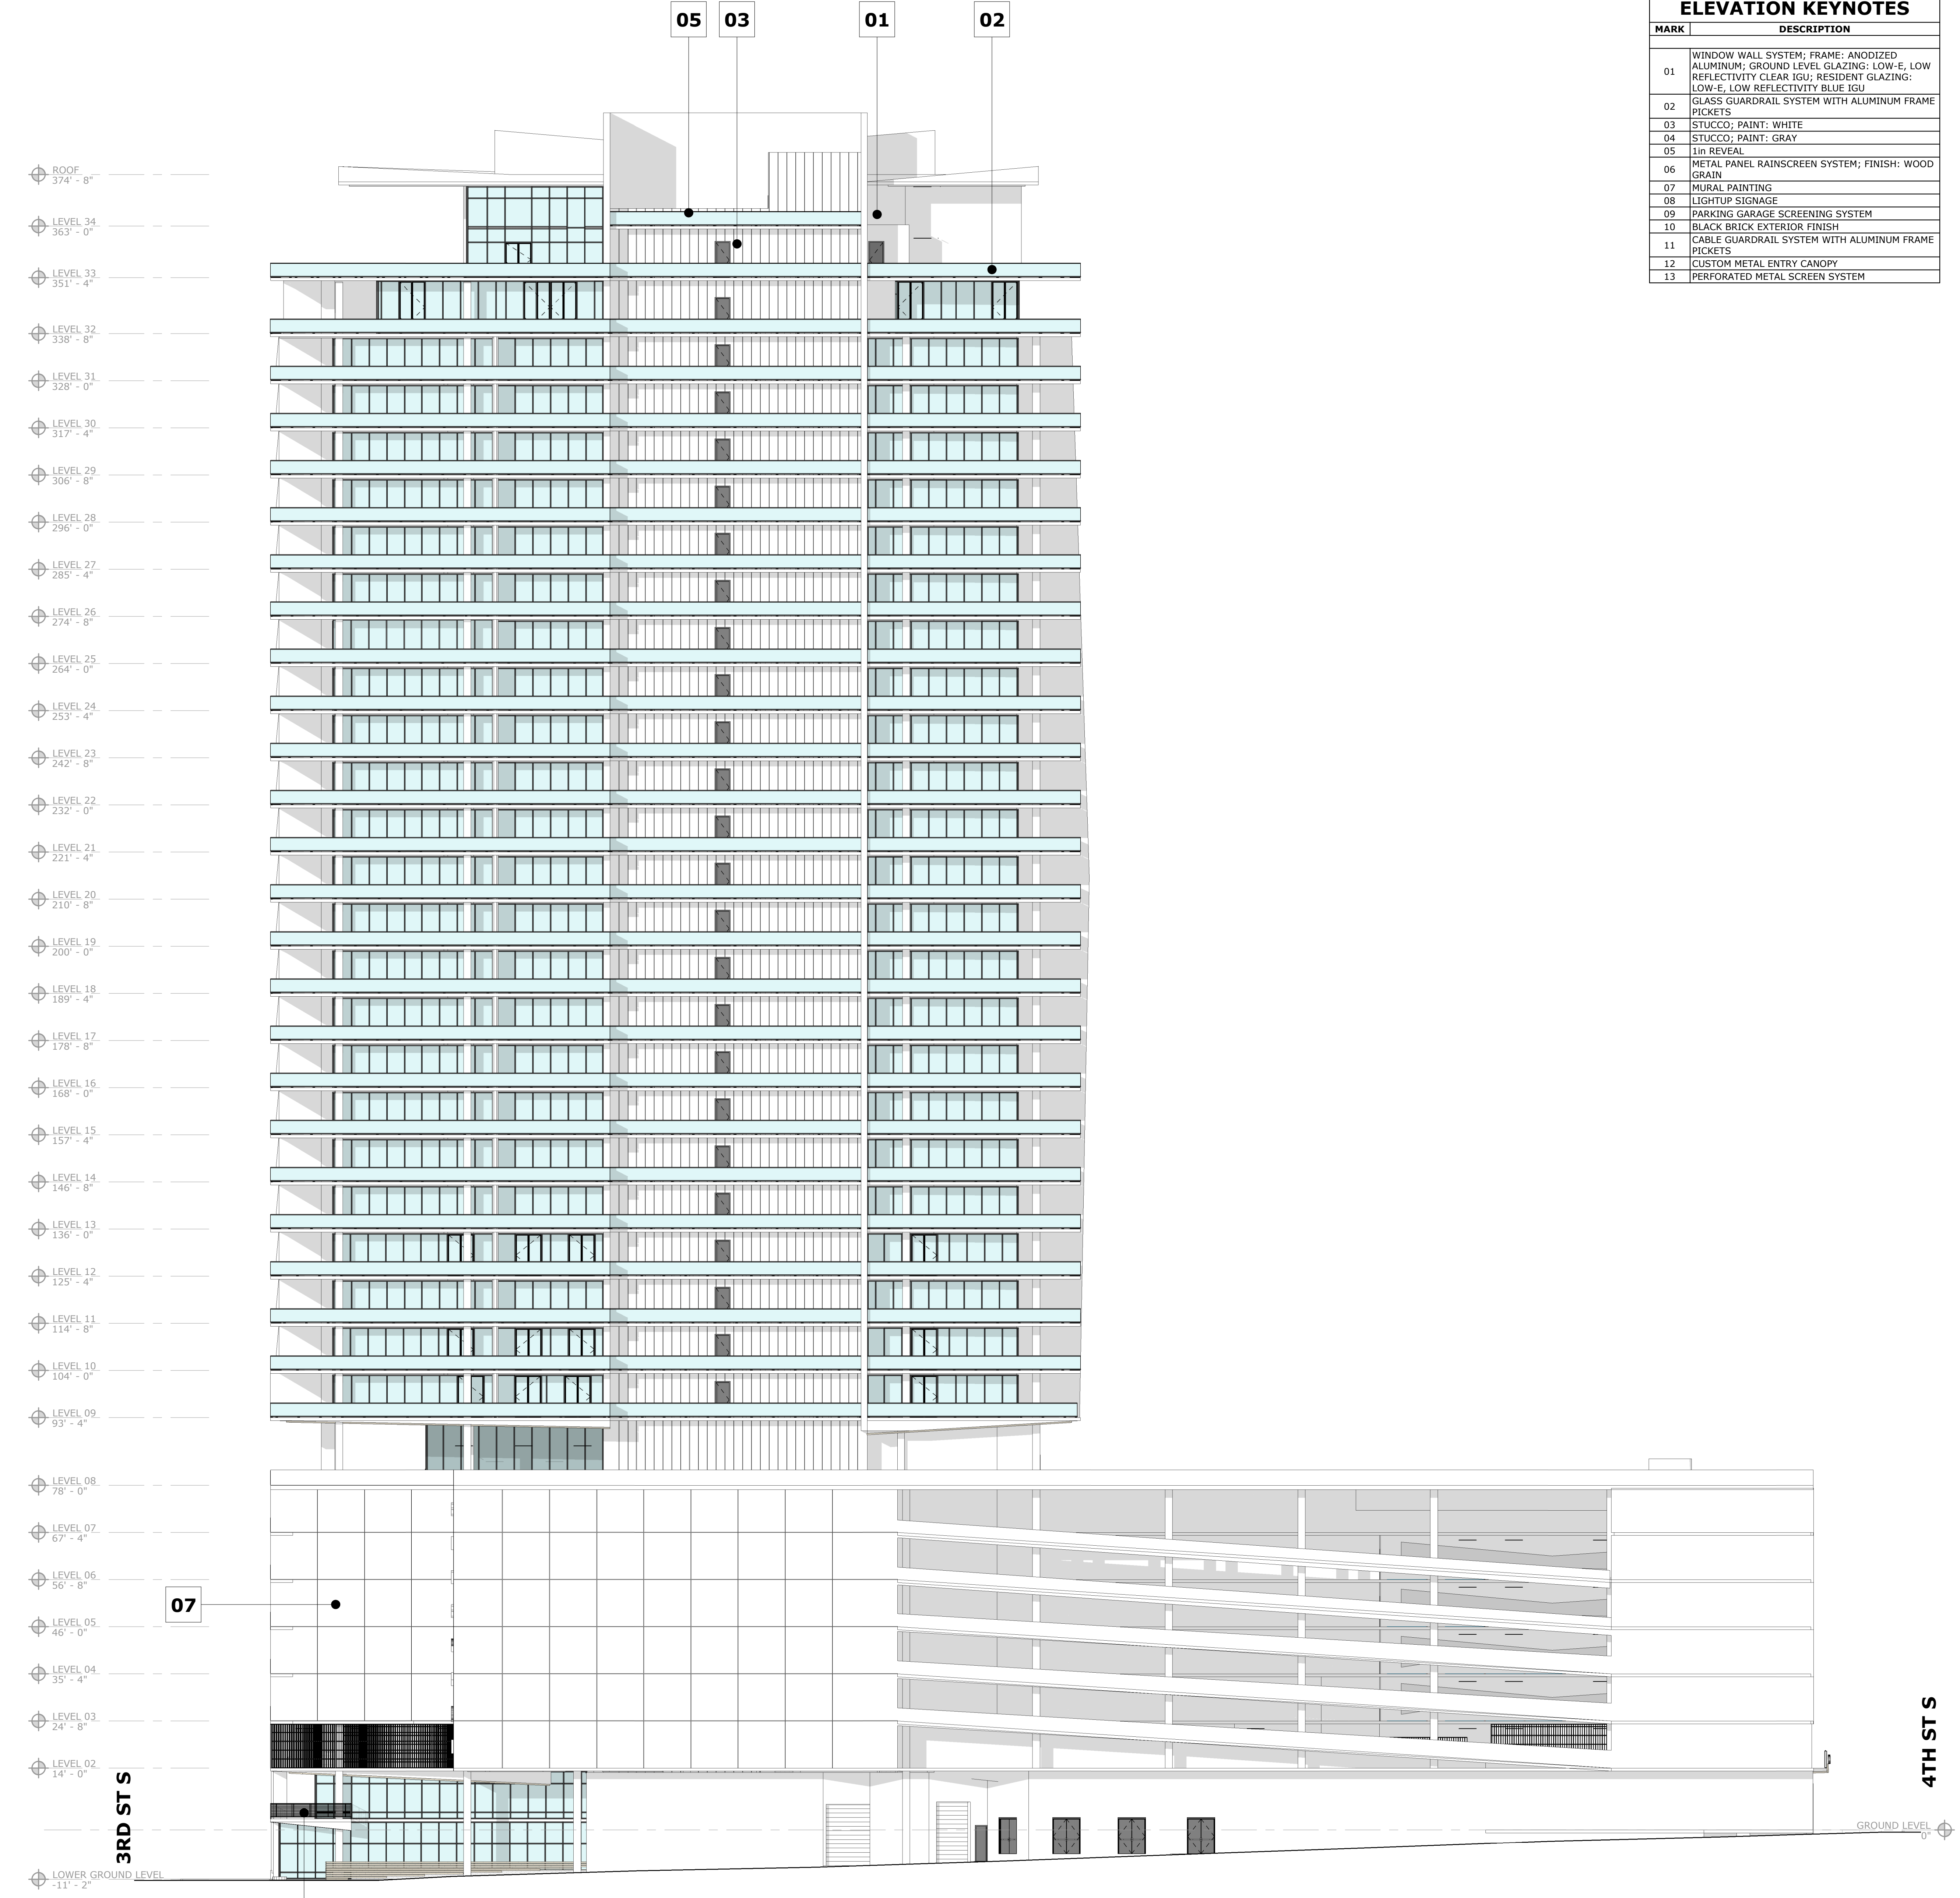 05
03
01
02
ELEVATION KEYNOTES
MARK DESCRIPTION
01 WINDOW WALL SYSTEM; FRAME: ANODIZED
ALUMINUM; GROUND LEVEL GLAZING: LOW-E, LOW
REFLECTIVITY CLEAR IGU; RESIDENT GLAZING:
LOW-E, LOW REFLECTIVITY BLUE IGU
02 GLASS GUARDRAIL SYSTEM WITH ALUMINUM FRAME
PICKETS
03 STUCCO; PAINT: WHITE
04 STUCCO; PAINT: GRAY
05 1in REVEAL
06 METAL PANEL RAINSCREEN SYSTEM; FINISH: WOOD
GRAIN
07 MURAL PAINTING
08 LIGHTUP SIGNAGE
09 PARKING GARAGE SCREENING SYSTEM
10 BLACK BRICK EXTERIOR FINISH
11 CABLE GUARDRAIL SYSTEM WITH ALUMINUM FRAME
PICKETS
12 CUSTOM METAL ENTRY CANOPY
13 PERFORATED METAL SCREEN SYSTEM
ROOF
374' - 8"
LEVEL 34
363' - 0"
LEVEL 33
351' - 4"
LEVEL 32
338' - 8"
LEVEL 31
328' - 0"
LEVEL 30
317' - 4"
LEVEL 29
306' - 8"
LEVEL 28
296' - 0"
LEVEL 27
285' - 4"
LEVEL 26
274' - 8"
LEVEL 25
264' - 0"
LEVEL 24
253' - 4"
LEVEL 23
242' - 8"
LEVEL 22
232' - 0"
LEVEL 21
221' - 4"
LEVEL 20
210' - 8"
LEVEL 19
200' - 0"
LEVEL 18
189' - 4"
LEVEL 17
178' - 8"
LEVEL 16
168' - 0"
LEVEL 15
157' - 4"
LEVEL 14
146' - 8"
LEVEL 13
136' - 0"
LEVEL 12
125' - 4"
LEVEL 11
114' - 8"
LEVEL 10
104' - 0"
LEVEL 09
93' - 4"
LEVEL 08
78' - 0"
LEVEL 07
67' - 4"
LEVEL 06
56' - 8"
07
LEVEL 05
46' - 0"
LEVEL 04
35' - 4"
LEVEL 03
24' - 8"
LEVEL 02
14' - 0"
3RD ST S
4TH ST S
GROUND LEVEL
0"
LOWER GROUND LEVEL
-11' - 2"